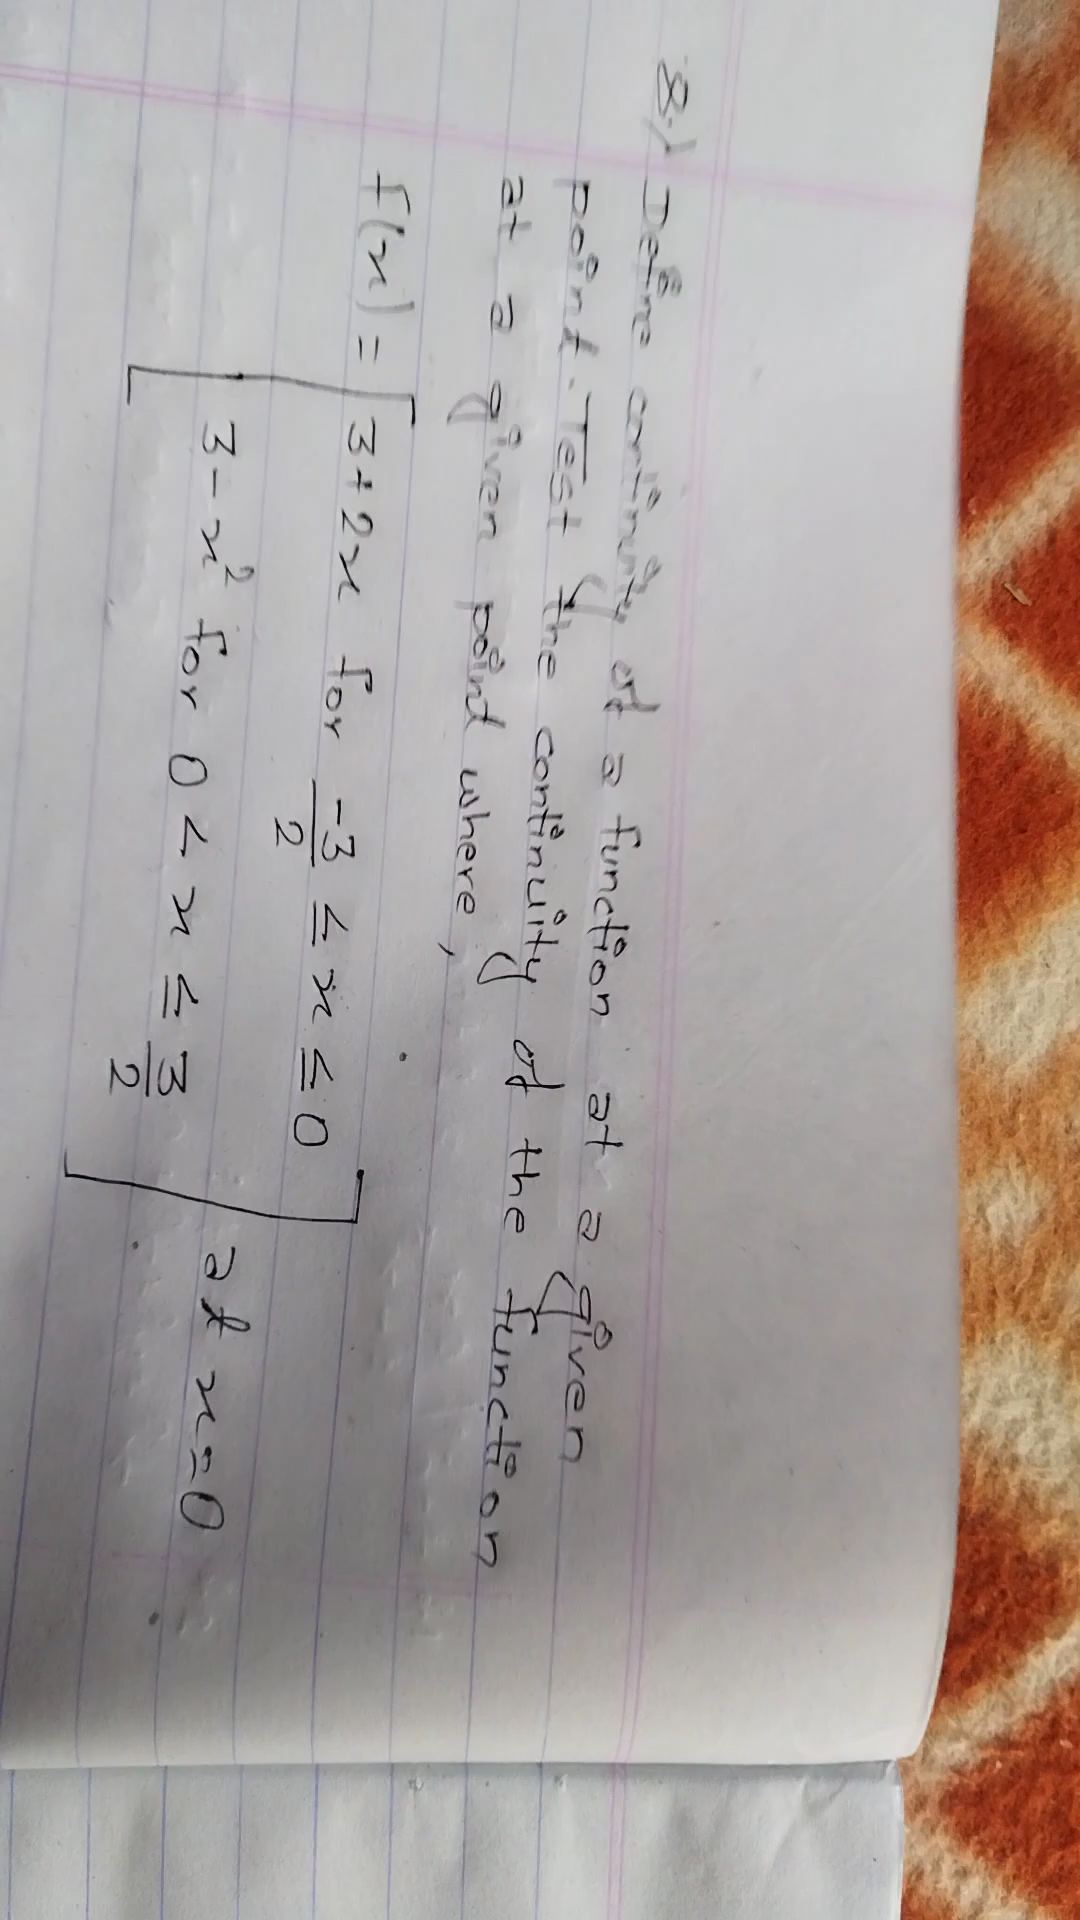 8.) Define continuity of a function at a given
point. Test the continuity of the function
at a given point where,
f(x) = [ 3+2x for -3/2 ≤ x ≤ 0
3-x² for 0 < x ≤ 3/2 ] at x=0